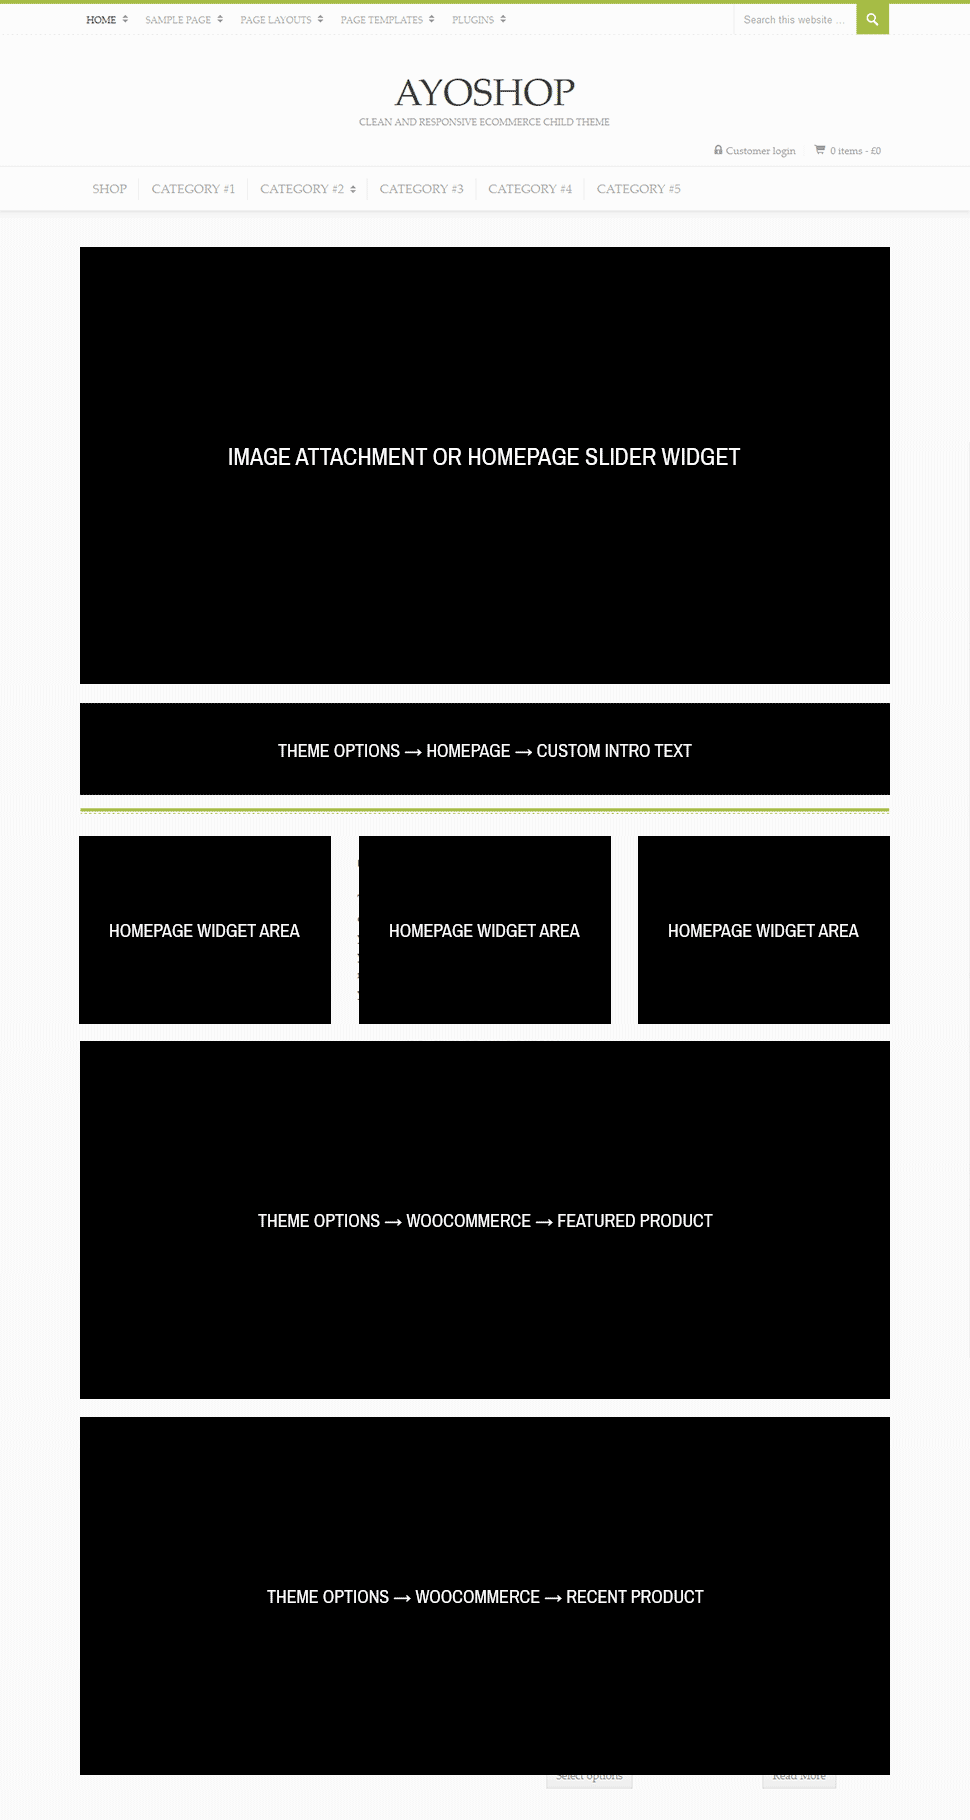 HOME SAMPLE PAGE PAGE LAYOUTS PAGE TEMPLATES PLUGINS Search this website ...
AYOSHOP
CLEAN AND RESPONSIVE ECOMMERCE CHILD THEME
Customer login 0 items - £0
SHOP CATEGORY #1 CATEGORY #2 CATEGORY #3 CATEGORY #4 CATEGORY #5
IMAGE ATTACHMENT OR HOMEPAGE SLIDER WIDGET
THEME OPTIONS → HOMEPAGE → CUSTOM INTRO TEXT
HOMEPAGE WIDGET AREA HOMEPAGE WIDGET AREA HOMEPAGE WIDGET AREA
THEME OPTIONS → WOOCOMMERCE → FEATURED PRODUCT
THEME OPTIONS → WOOCOMMERCE → RECENT PRODUCT
Select options Read More